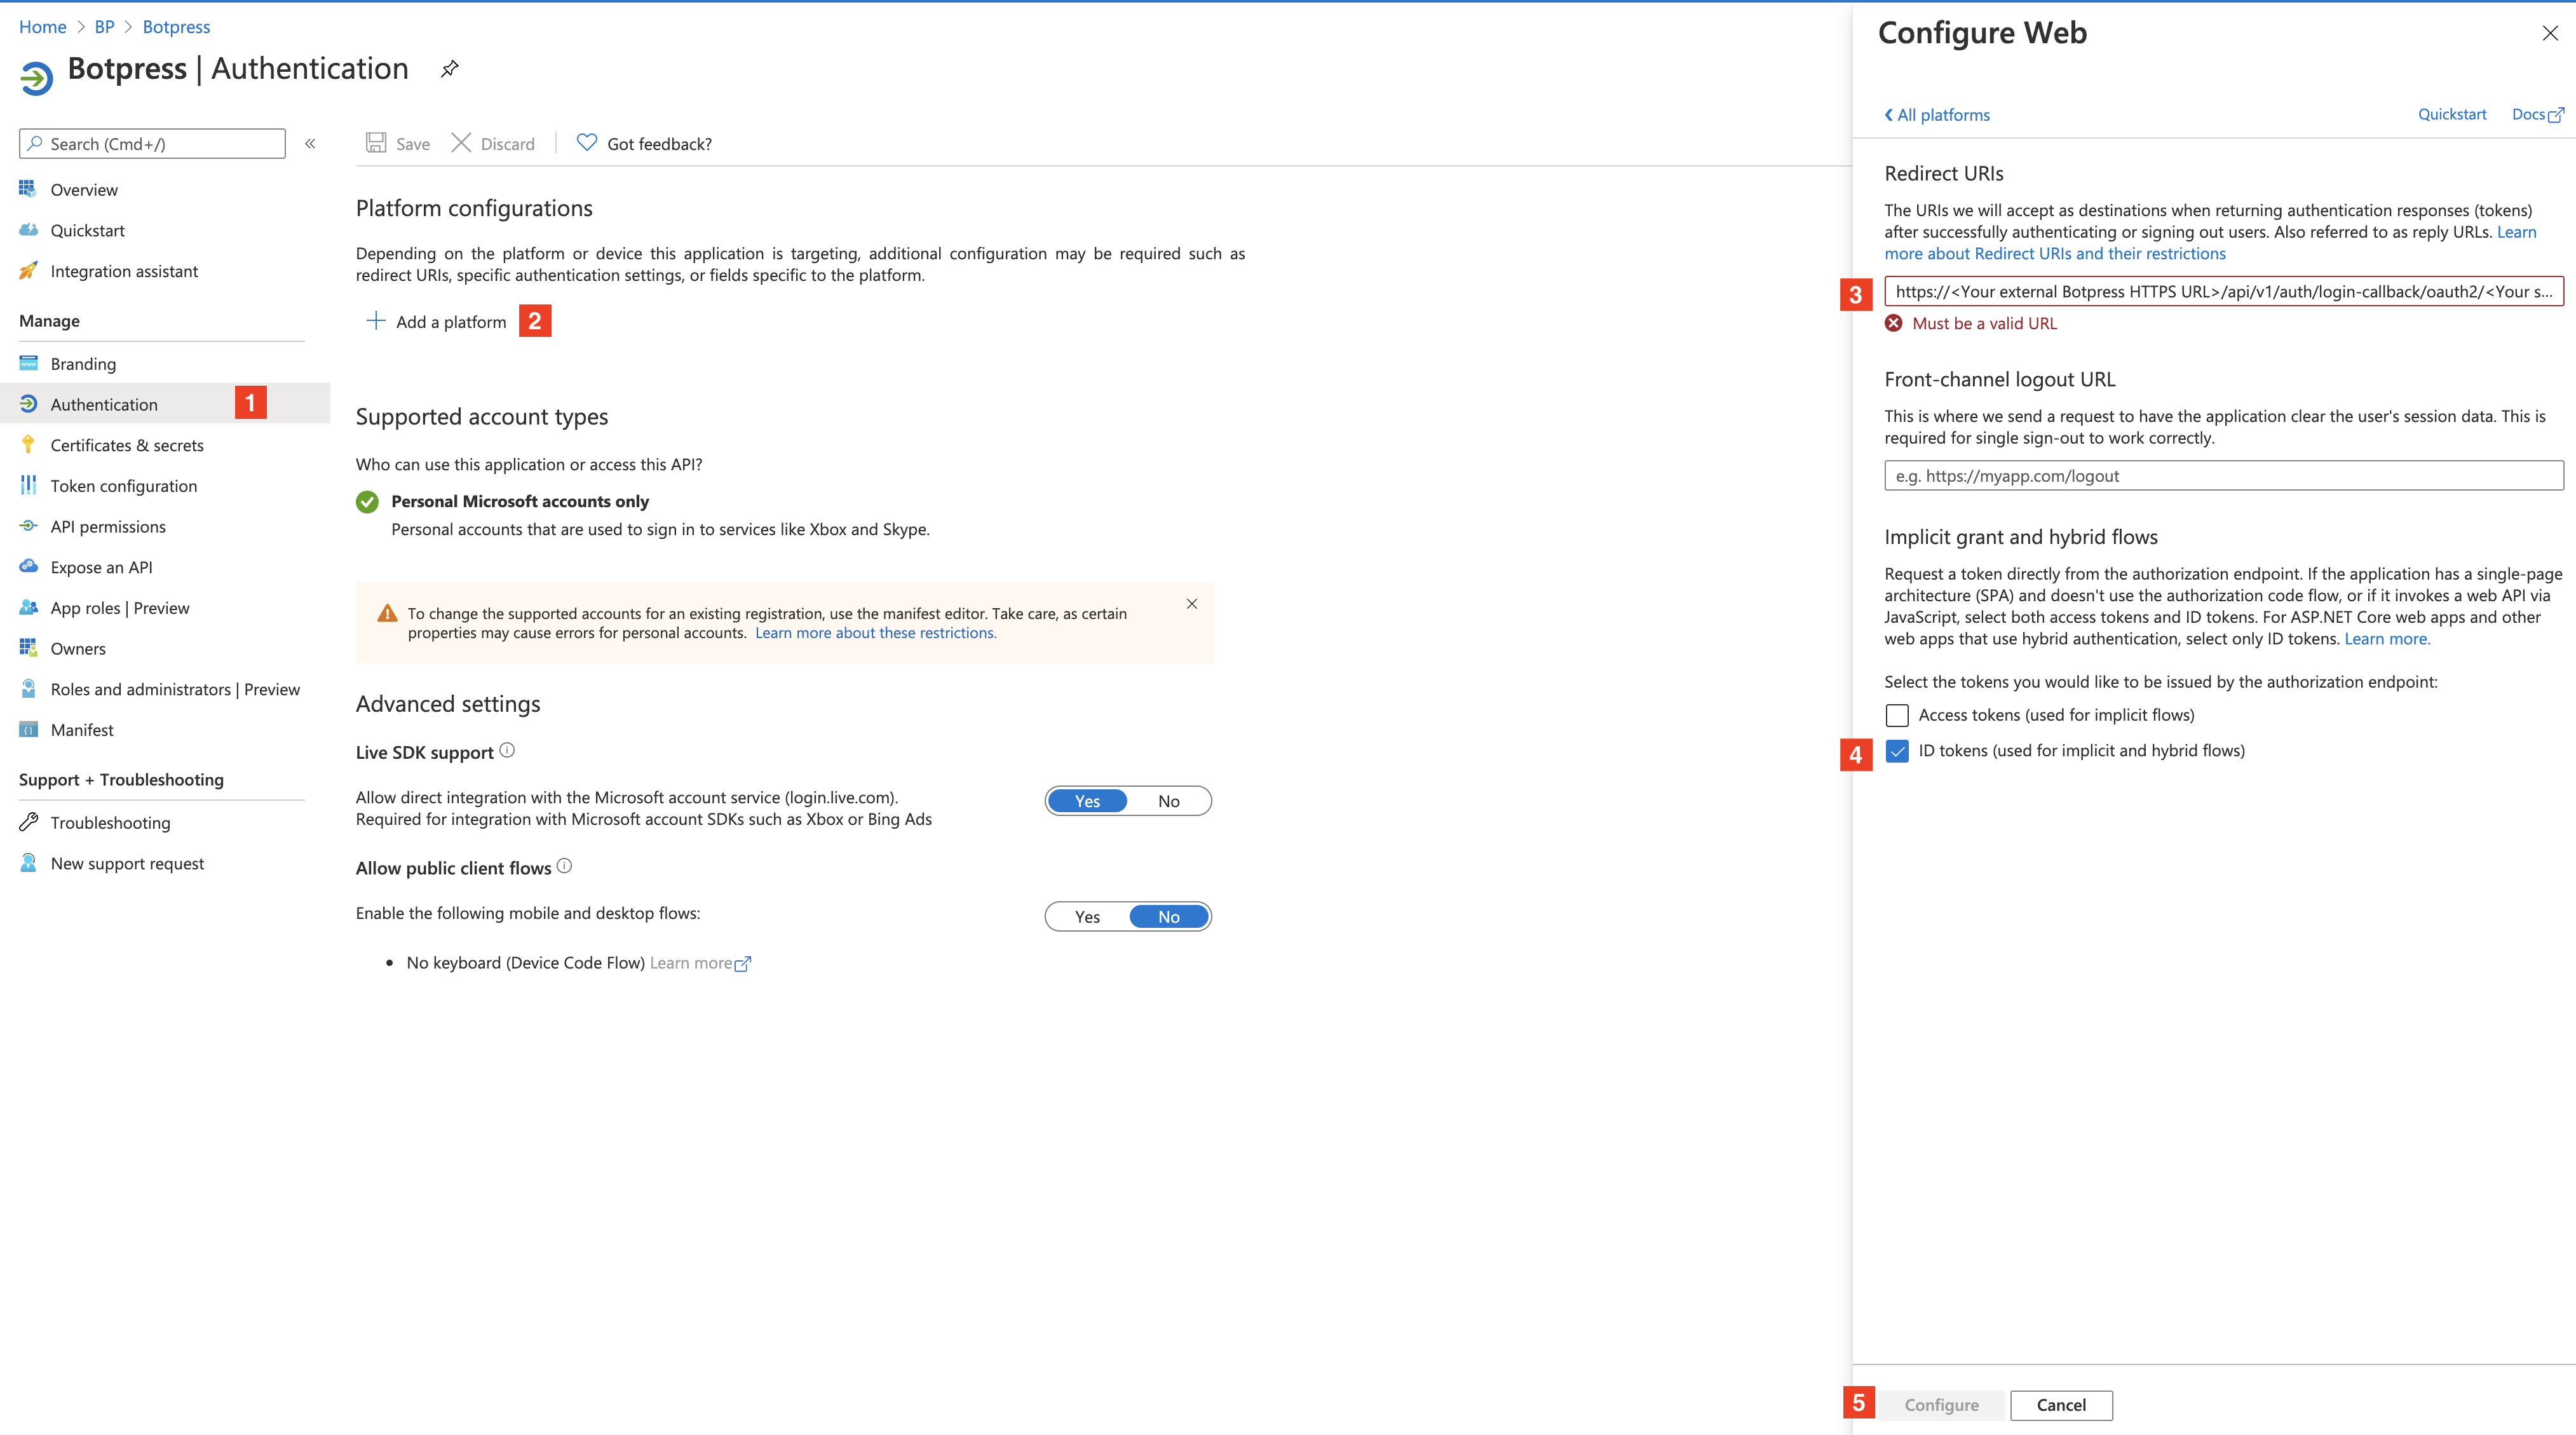 Home > BP > Botpress
Botpress | Authentication
Search (Cmd+/)
«
Overview
Quickstart
Integration assistant
Manage
Branding
Authentication 1
Certificates & secrets
Token configuration
API permissions
Expose an API
App roles | Preview
Owners
Roles and administrators | Preview
Manifest
Support + Troubleshooting
Troubleshooting
New support request
Save Discard Got feedback?
Platform configurations
Depending on the platform or device this application is targeting, additional configuration may be required such as
redirect URIs, specific authentication settings, or fields specific to the platform.
+ Add a platform 2
Supported account types
Who can use this application or access this API?
Personal Microsoft accounts only
Personal accounts that are used to sign in to services like Xbox and Skype.
To change the supported accounts for an existing registration, use the manifest editor. Take care, as certain
properties may cause errors for personal accounts. Learn more about these restrictions.
Advanced settings
Live SDK support
Allow direct integration with the Microsoft account service (login.live.com).
Required for integration with Microsoft account SDKs such as Xbox or Bing Ads
Yes No
Allow public client flows
Enable the following mobile and desktop flows:
Yes No
• No keyboard (Device Code Flow) Learn more
Configure Web
All platforms Quickstart Docs
Redirect URIs
The URIs we will accept as destinations when returning authentication responses (tokens)
after successfully authenticating or signing out users. Also referred to as reply URLs. Learn
more about Redirect URIs and their restrictions
3 https://<Your external Botpress HTTPS URL>/api/v1/auth/login-callback/oauth2/<Your s...
Must be a valid URL
Front-channel logout URL
This is where we send a request to have the application clear the user's session data. This is
required for single sign-out to work correctly.
e.g. https://myapp.com/logout
Implicit grant and hybrid flows
Request a token directly from the authorization endpoint. If the application has a single-page
architecture (SPA) and doesn't use the authorization code flow, or if it invokes a web API via
JavaScript, select both access tokens and ID tokens. For ASP.NET Core web apps and other
web apps that use hybrid authentication, select only ID tokens. Learn more.
Select the tokens you would like to be issued by the authorization endpoint:
Access tokens (used for implicit flows)
4 ID tokens (used for implicit and hybrid flows)
5 Configure Cancel